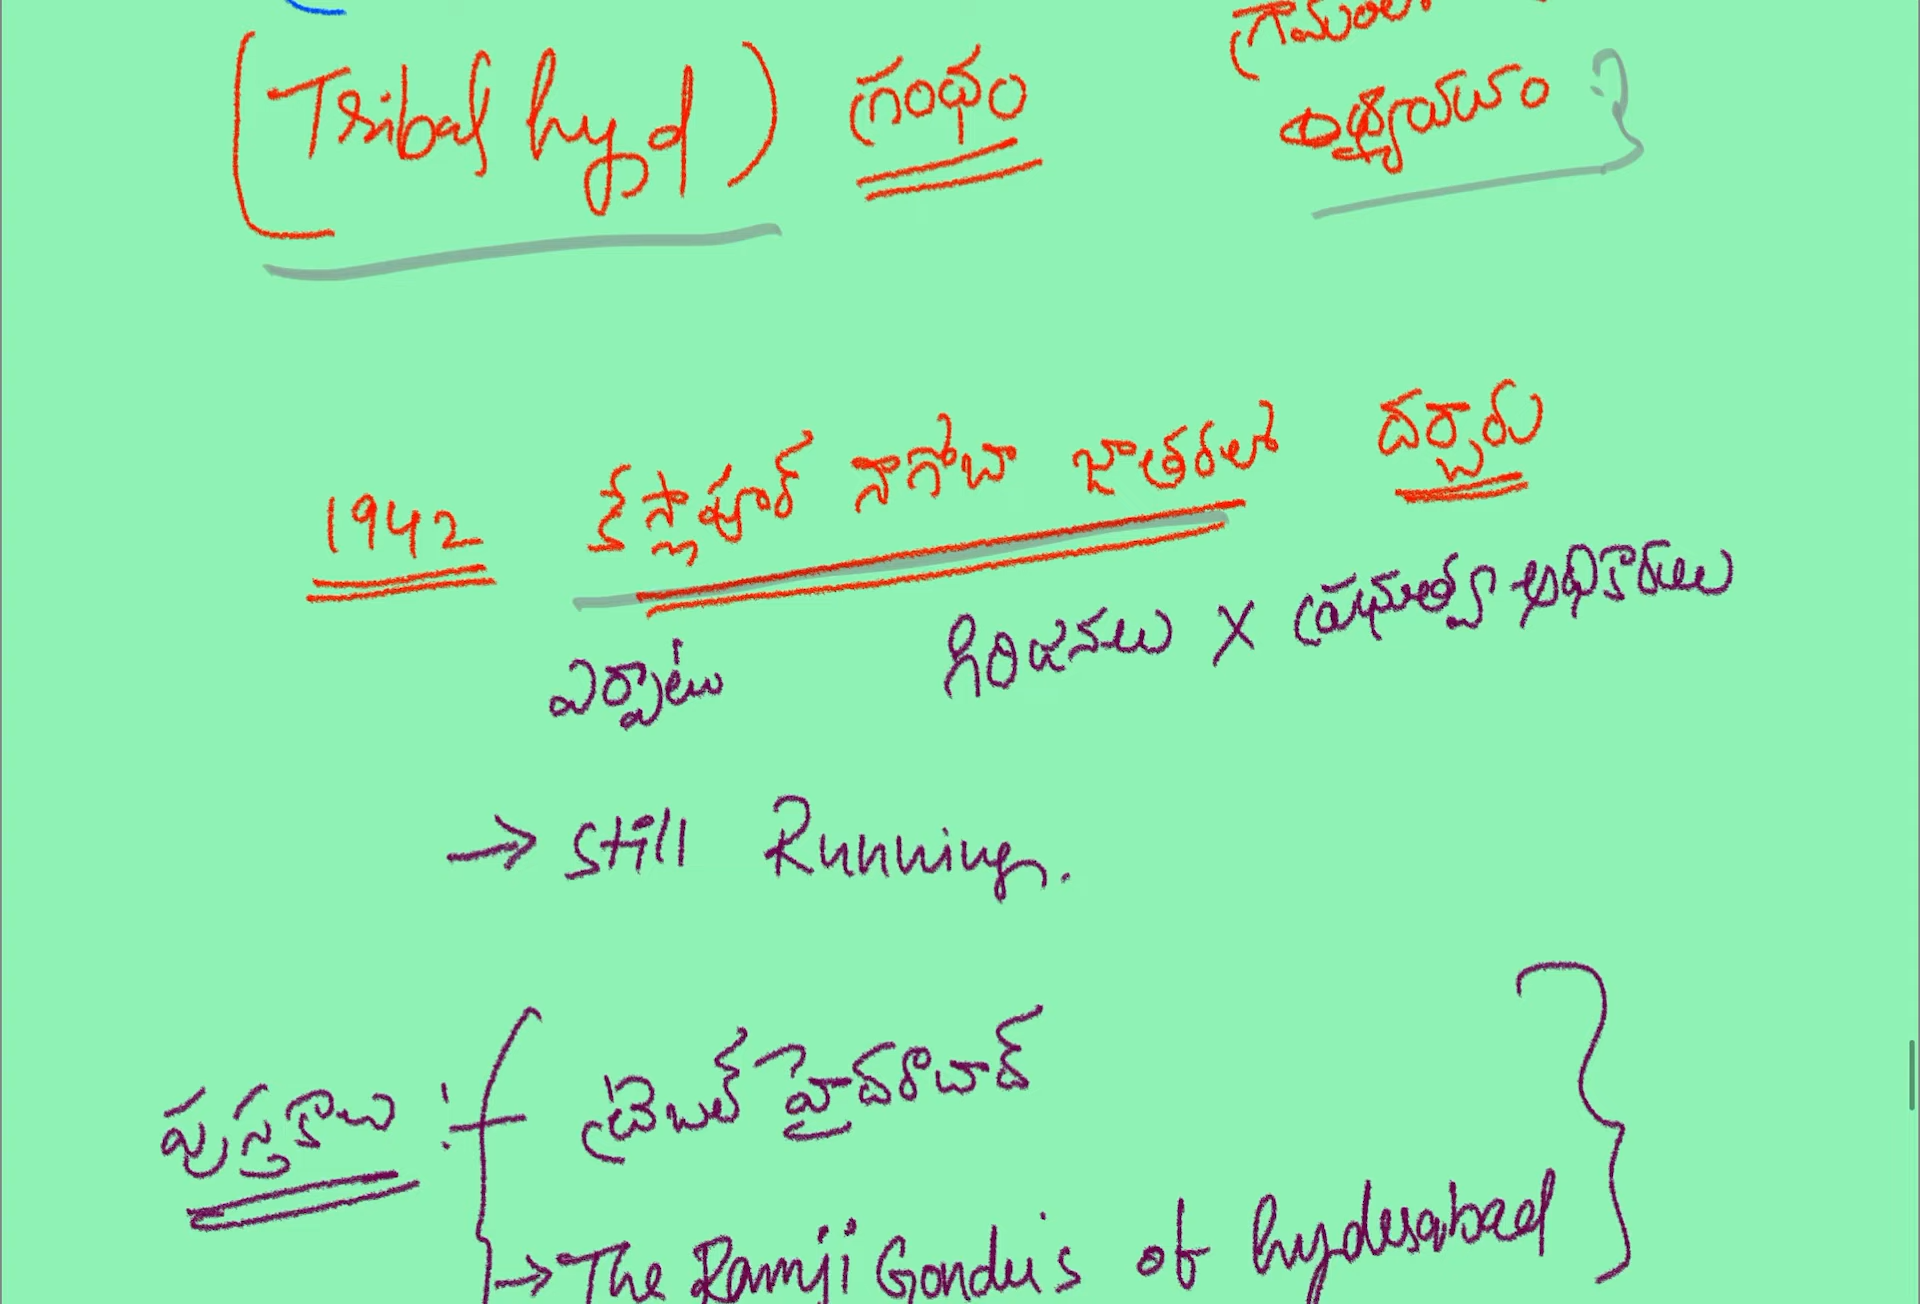 గ్రామంలో
(Tribal hyd) గ్రంథం
అధ్యయనం
1942 కేస్లాపూర్ నాగోబా జాతరలో దర్బారు
ఏర్పాటు గిరిజనులు X ప్రభుత్వ అధికారులు
→ Still Running.
పుస్తకాలు :- ట్రైబల్ హైదరాబాద్
→ The Ramji Gondu's of hyderabad